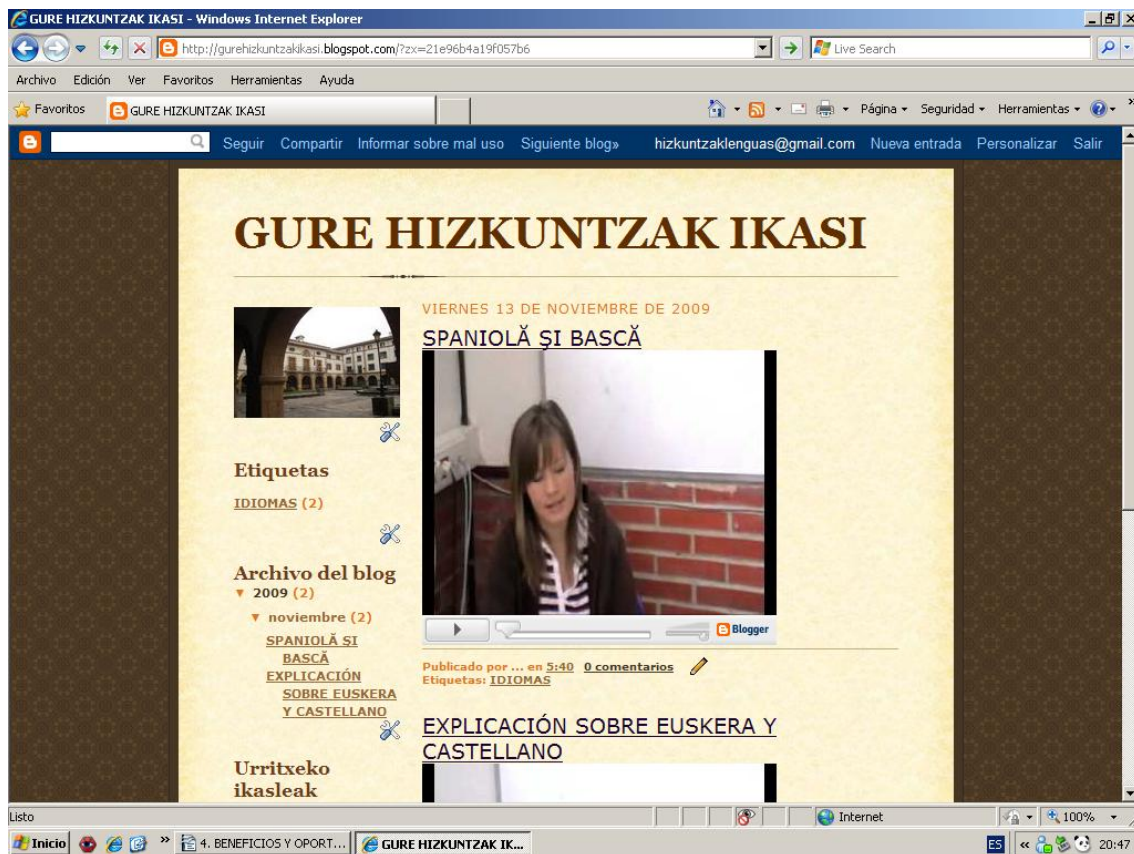 GURE HIZKUNTZAK IKASI - Windows Internet Explorer
http://gurehizkuntzakikasi.blogspot.com/?zx=21e96b4a19f057b6
Live Search
Archivo Edición Ver Favoritos Herramientas Ayuda
Favoritos GURE HIZKUNTZAK IKASI Página Seguridad Herramientas
Seguir Compartir Informar sobre mal uso Siguiente blog» hizkuntzaklenguas@gmail.com Nueva entrada Personalizar Salir
GURE HIZKUNTZAK IKASI
Etiquetas
IDIOMAS (2)
Archivo del blog
▼ 2009 (2)
▼ noviembre (2)
SPANIOLĂ ŞI
BASCĂ
EXPLICACIÓN
SOBRE EUSKERA
Y CASTELLANO
Urritxeko
ikasleak
VIERNES 13 DE NOVIEMBRE DE 2009
SPANIOLĂ ŞI BASCĂ
Blogger
Publicado por ... en 5:40 0 comentarios
Etiquetas: IDIOMAS
EXPLICACIÓN SOBRE EUSKERA Y
CASTELLANO
Listo Internet 100%
Inicio » 4. BENEFICIOS Y OPORT... GURE HIZKUNTZAK IK... ES « 20:47